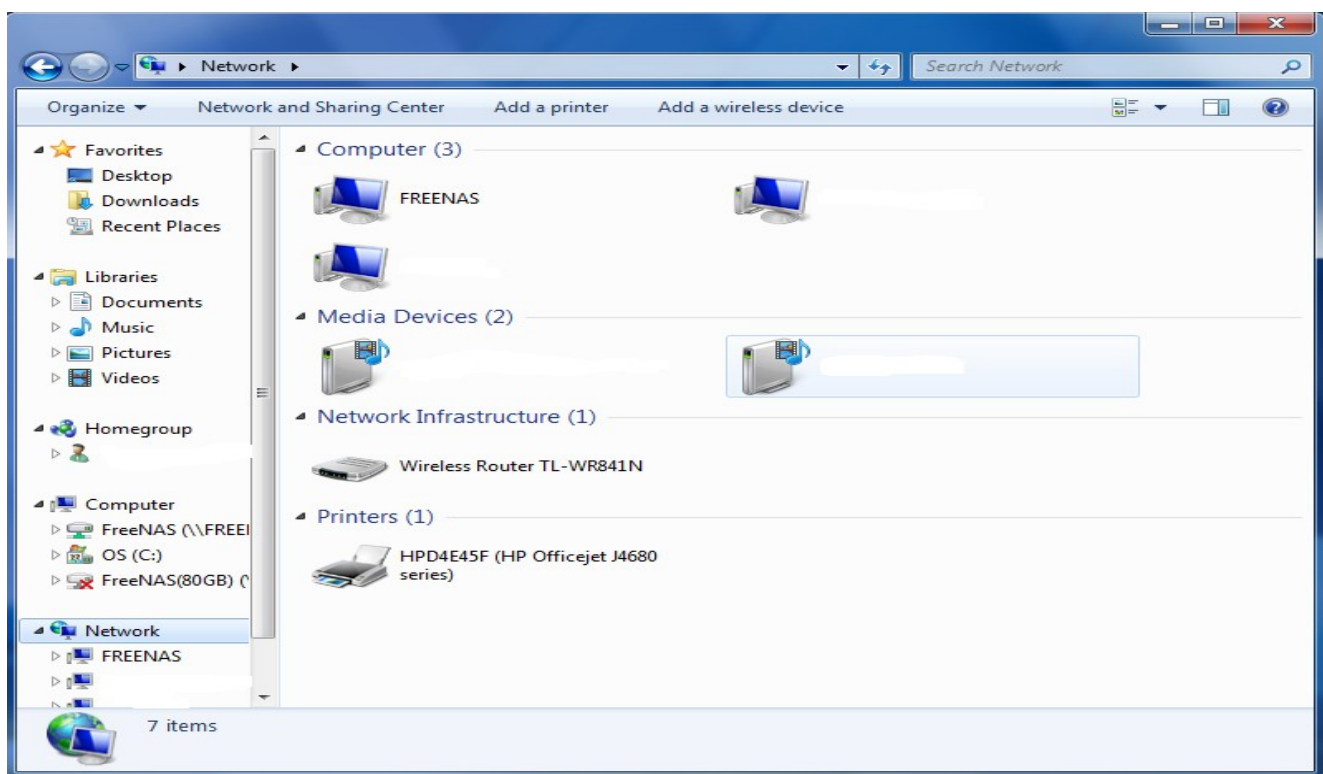 Network
Search Network
Organize Network and Sharing Center Add a printer Add a wireless device
Favorites
Desktop
Downloads
Recent Places
Libraries
Documents
Music
Pictures
Videos
Homegroup
Computer
FreeNAS (\\FREEI
OS (C:)
FreeNAS(80GB) ('
Network
FREENAS
Computer (3)
FREENAS
Media Devices (2)
Network Infrastructure (1)
Wireless Router TL-WR841N
Printers (1)
HPD4E45F (HP Officejet J4680
series)
7 items